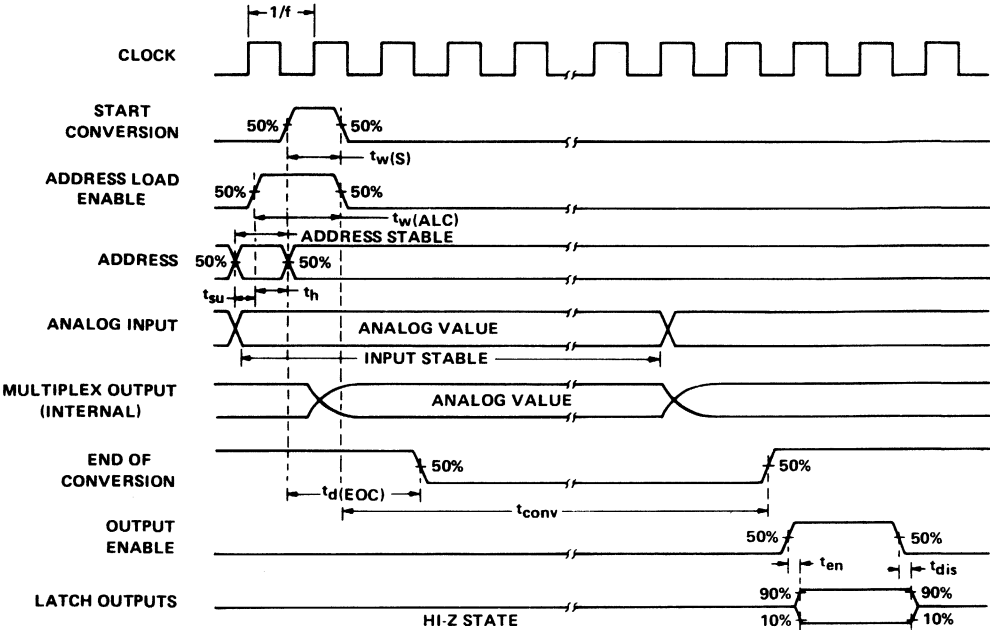 1/f
CLOCK
START
CONVERSION
50%
50%
tw(S)
ADDRESS LOAD
ENABLE
50%
50%
tw(ALC)
ADDRESS STABLE
ADDRESS
50%
50%
tsu
th
ANALOG INPUT
ANALOG VALUE
INPUT STABLE
MULTIPLEX OUTPUT
(INTERNAL)
ANALOG VALUE
END OF
CONVERSION
50%
50%
td(EOC)
tconv
OUTPUT
ENABLE
50%
50%
ten
tdis
LATCH OUTPUTS
90%
90%
10%
10%
HI-Z STATE